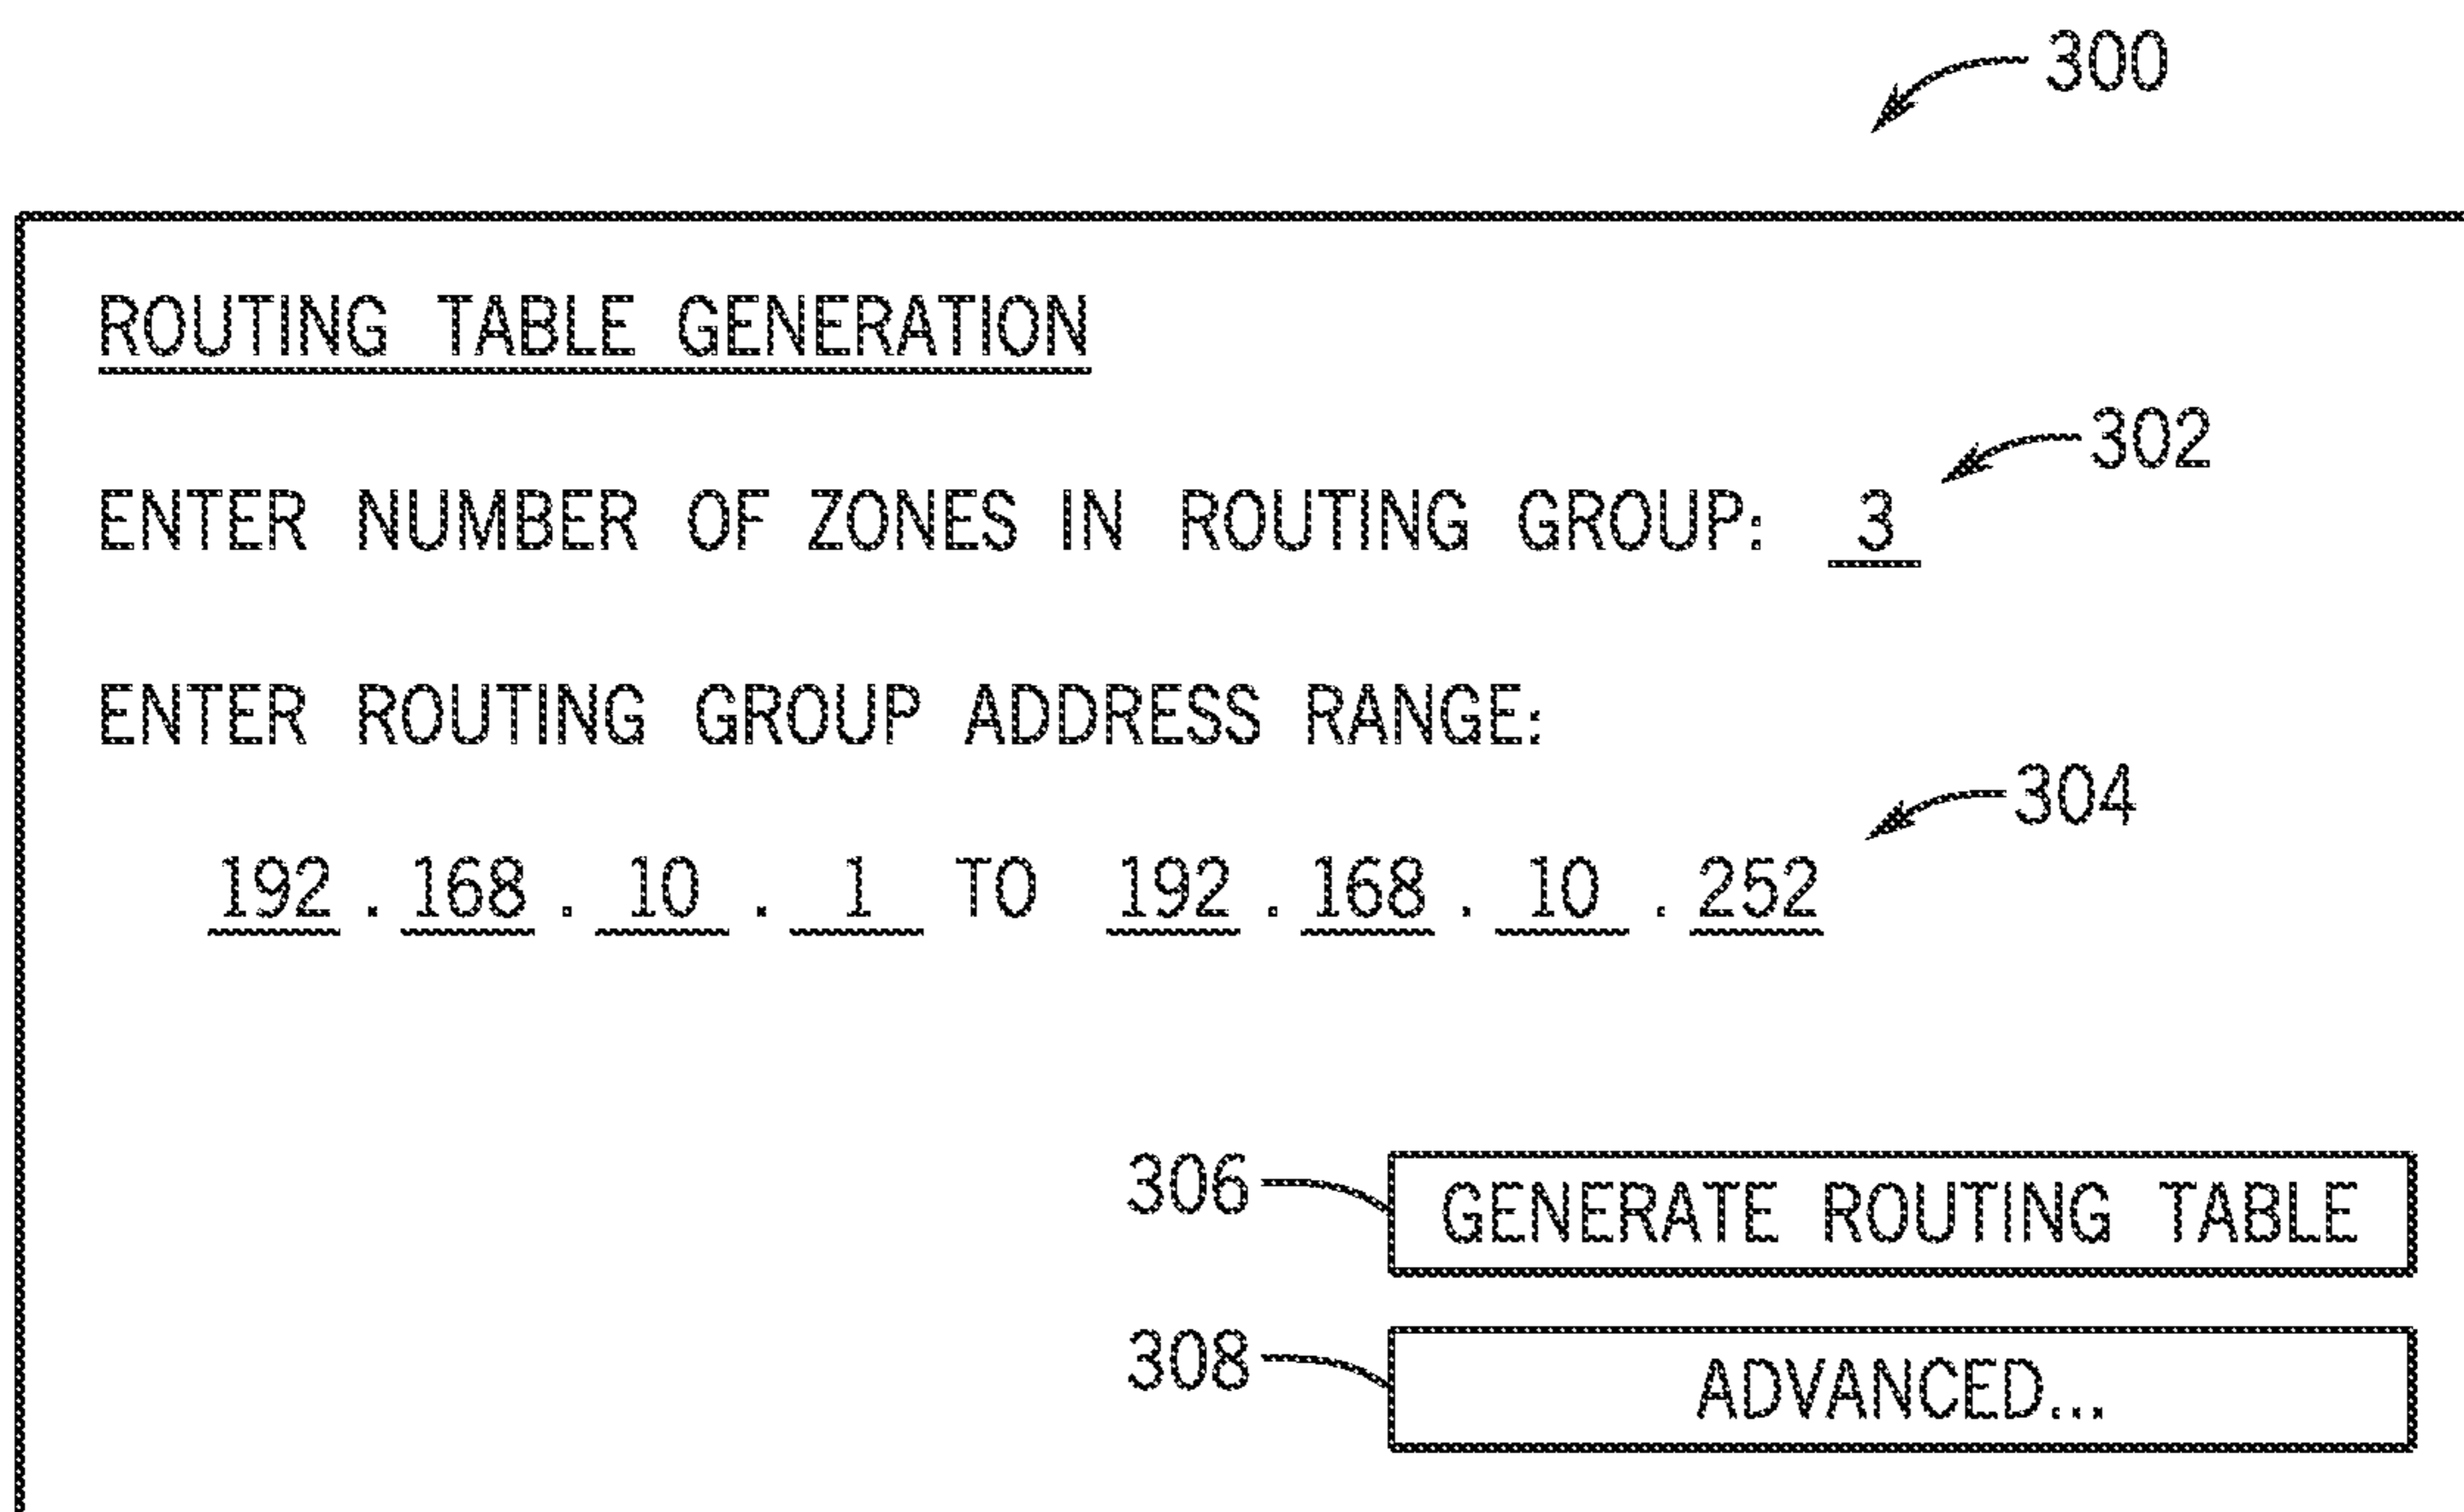 300
ROUTING TABLE GENERATION
302
ENTER NUMBER OF ZONES IN ROUTING GROUP: 3
ENTER ROUTING GROUP ADDRESS RANGE:
304
192 . 168 . 10 . 1 TO 192 . 168 . 10 . 252
306 GENERATE ROUTING TABLE
308 ADVANCED...